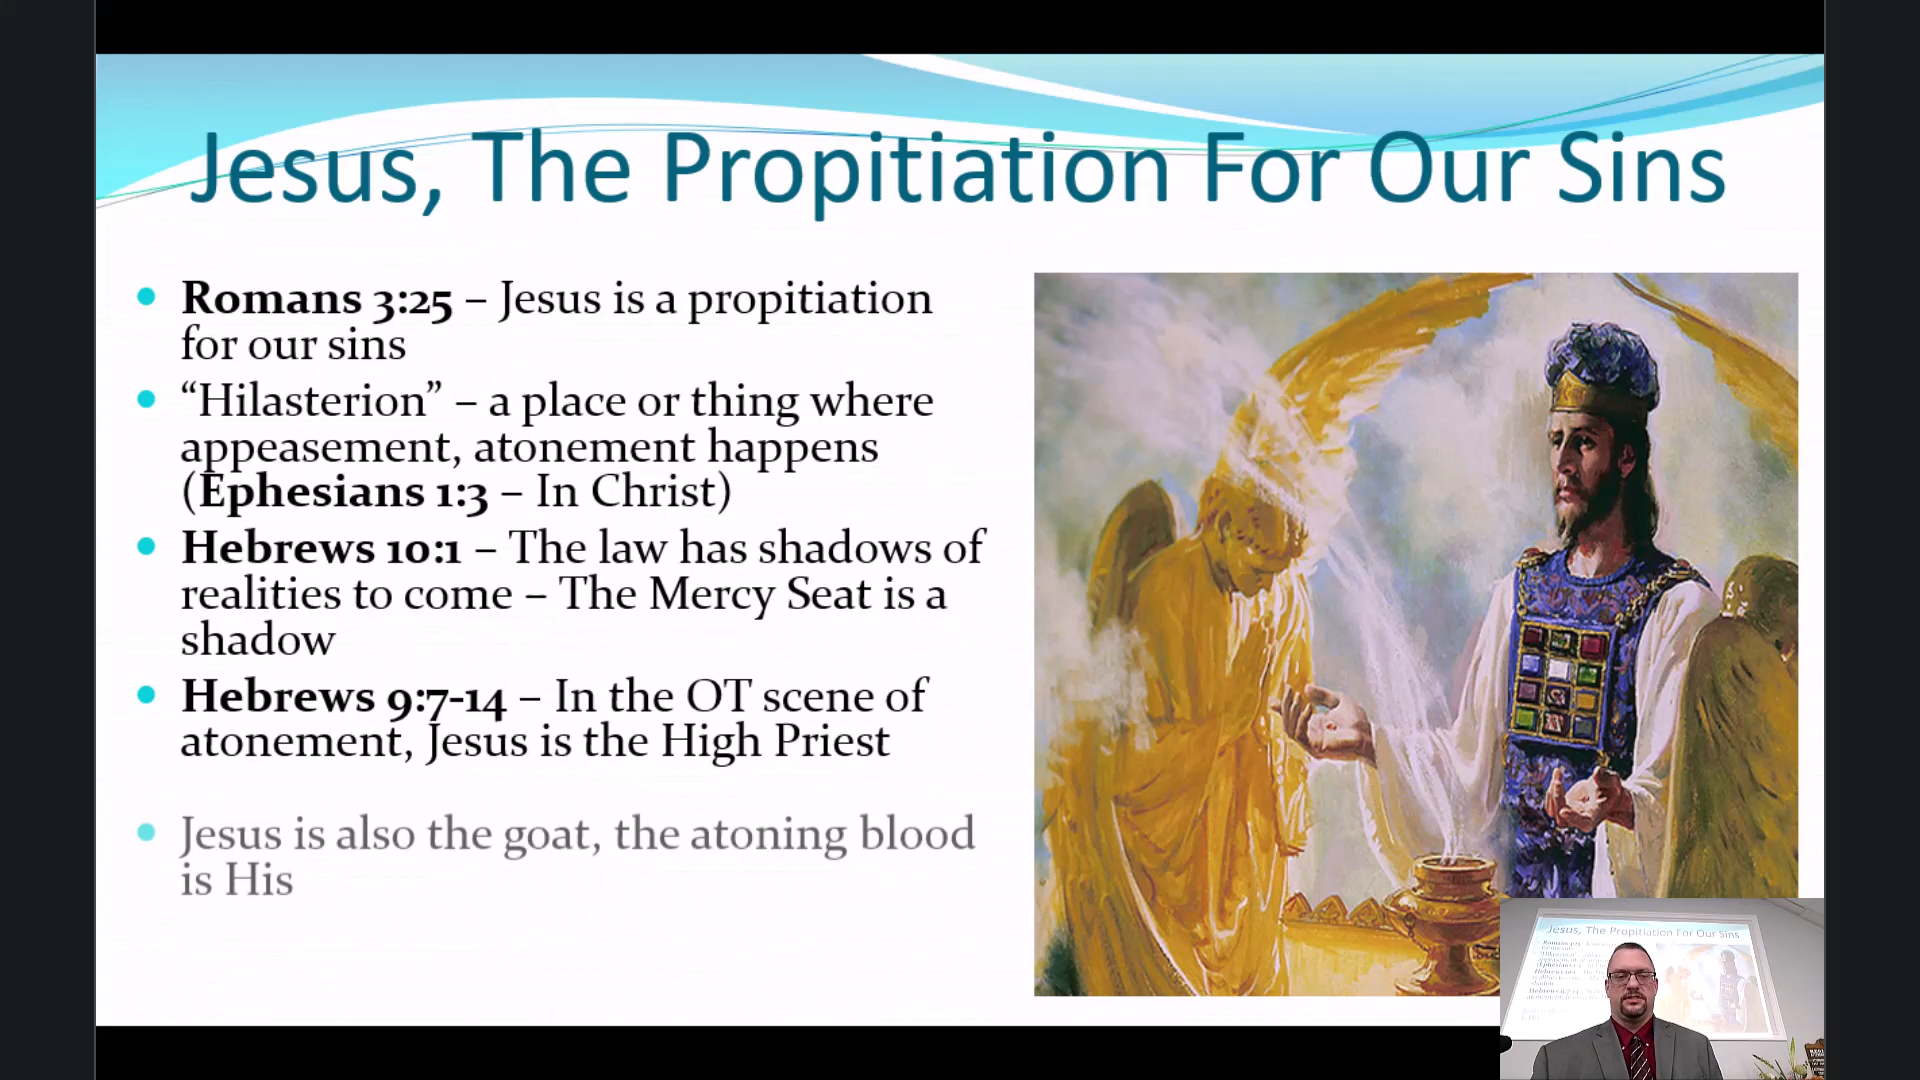 Jesus, The Propitiation For Our Sins
• Romans 3:25 – Jesus is a propitiation
for our sins
• “Hilasterion” – a place or thing where
appeasement, atonement happens
(Ephesians 1:3 – In Christ)
• Hebrews 10:1 – The law has shadows of
realities to come – The Mercy Seat is a
shadow
• Hebrews 9:7-14 – In the OT scene of
atonement, Jesus is the High Priest
• Jesus is also the goat, the atoning blood
is His
Jesus, The Propitiation For Our Sins